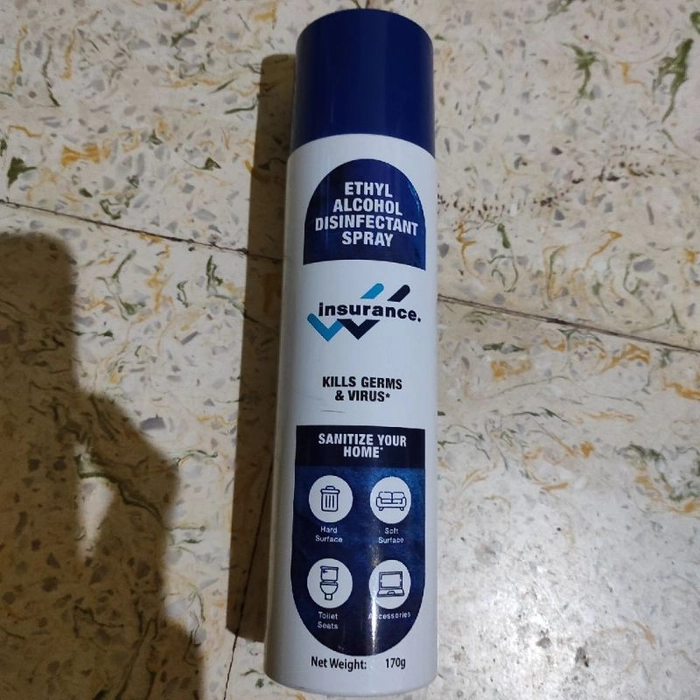 ETHYL
ALCOHOL
DISINFECTANT
SPRAY
insurance.
KILLS GERMS
& VIRUS*
SANITIZE YOUR
HOME*
Hard Soft
Surface Surface
Toilet Accessories
Seats
Net Weight: 170g